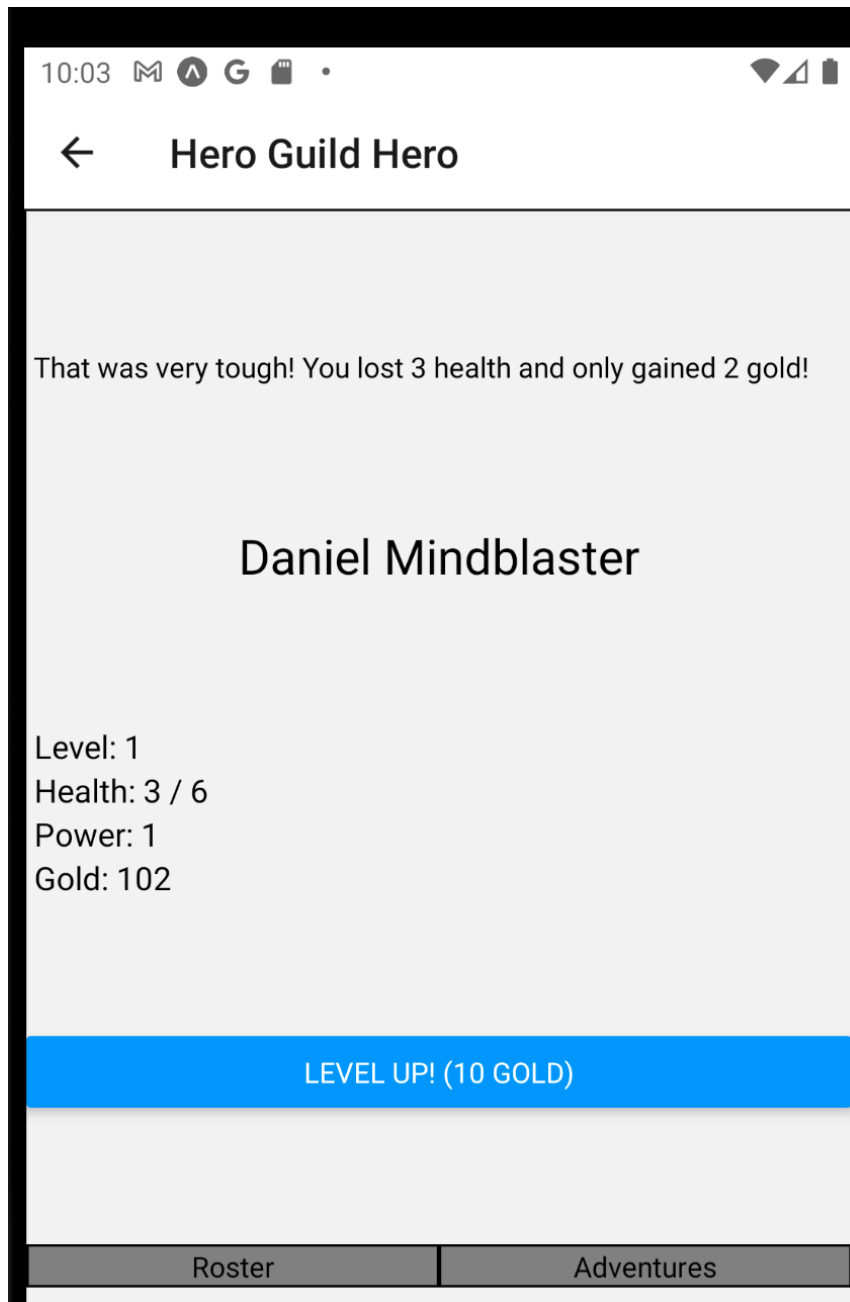 10:03
Hero Guild Hero
That was very tough! You lost 3 health and only gained 2 gold!
Daniel Mindblaster
Level: 1
Health: 3 / 6
Power: 1
Gold: 102
LEVEL UP! (10 GOLD)
Roster
Adventures